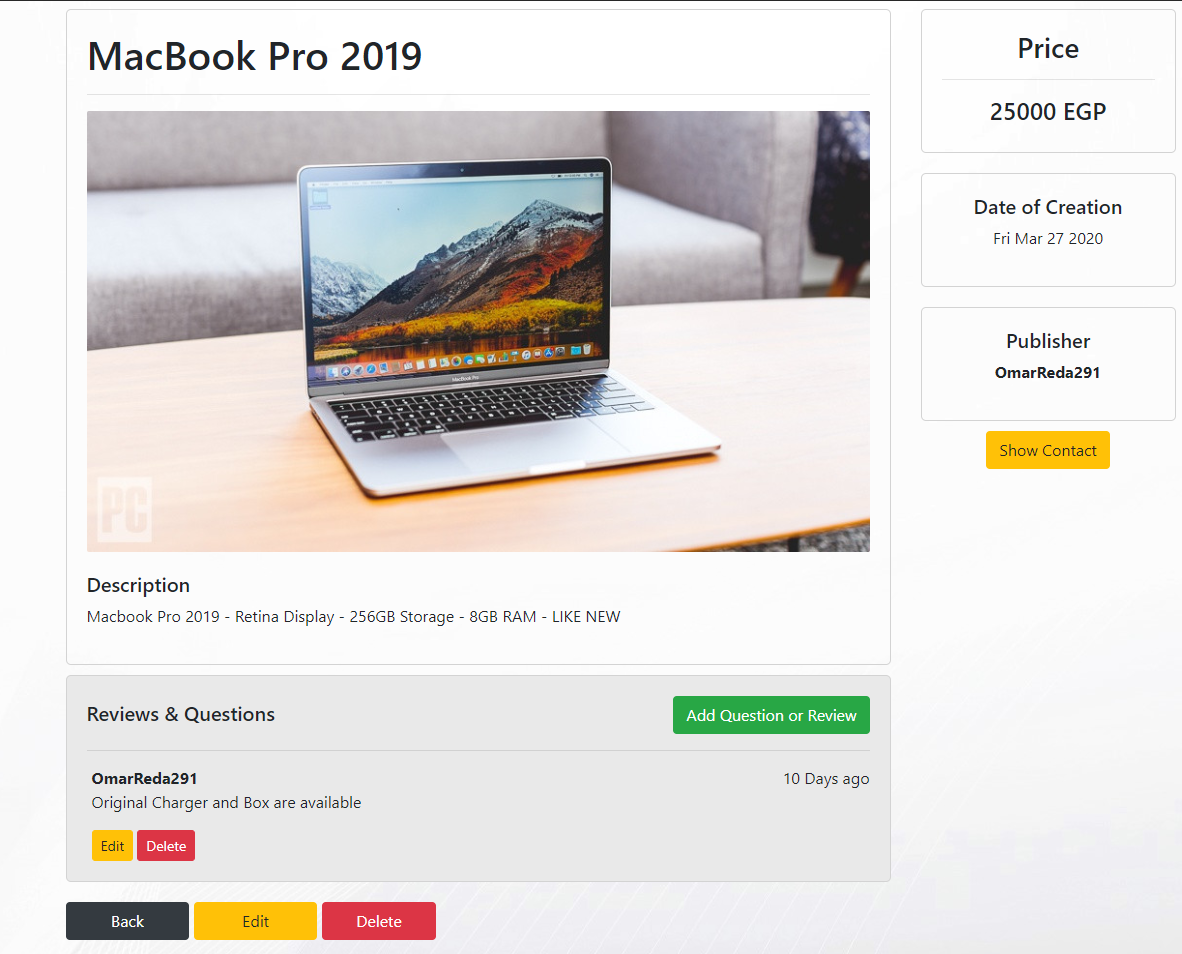 MacBook Pro 2019
PC
Description
Macbook Pro 2019 - Retina Display - 256GB Storage - 8GB RAM - LIKE NEW
Reviews & Questions
Add Question or Review
OmarReda291
10 Days ago
Original Charger and Box are available
Edit Delete
Back Edit Delete
Price
25000 EGP
Date of Creation
Fri Mar 27 2020
Publisher
OmarReda291
Show Contact